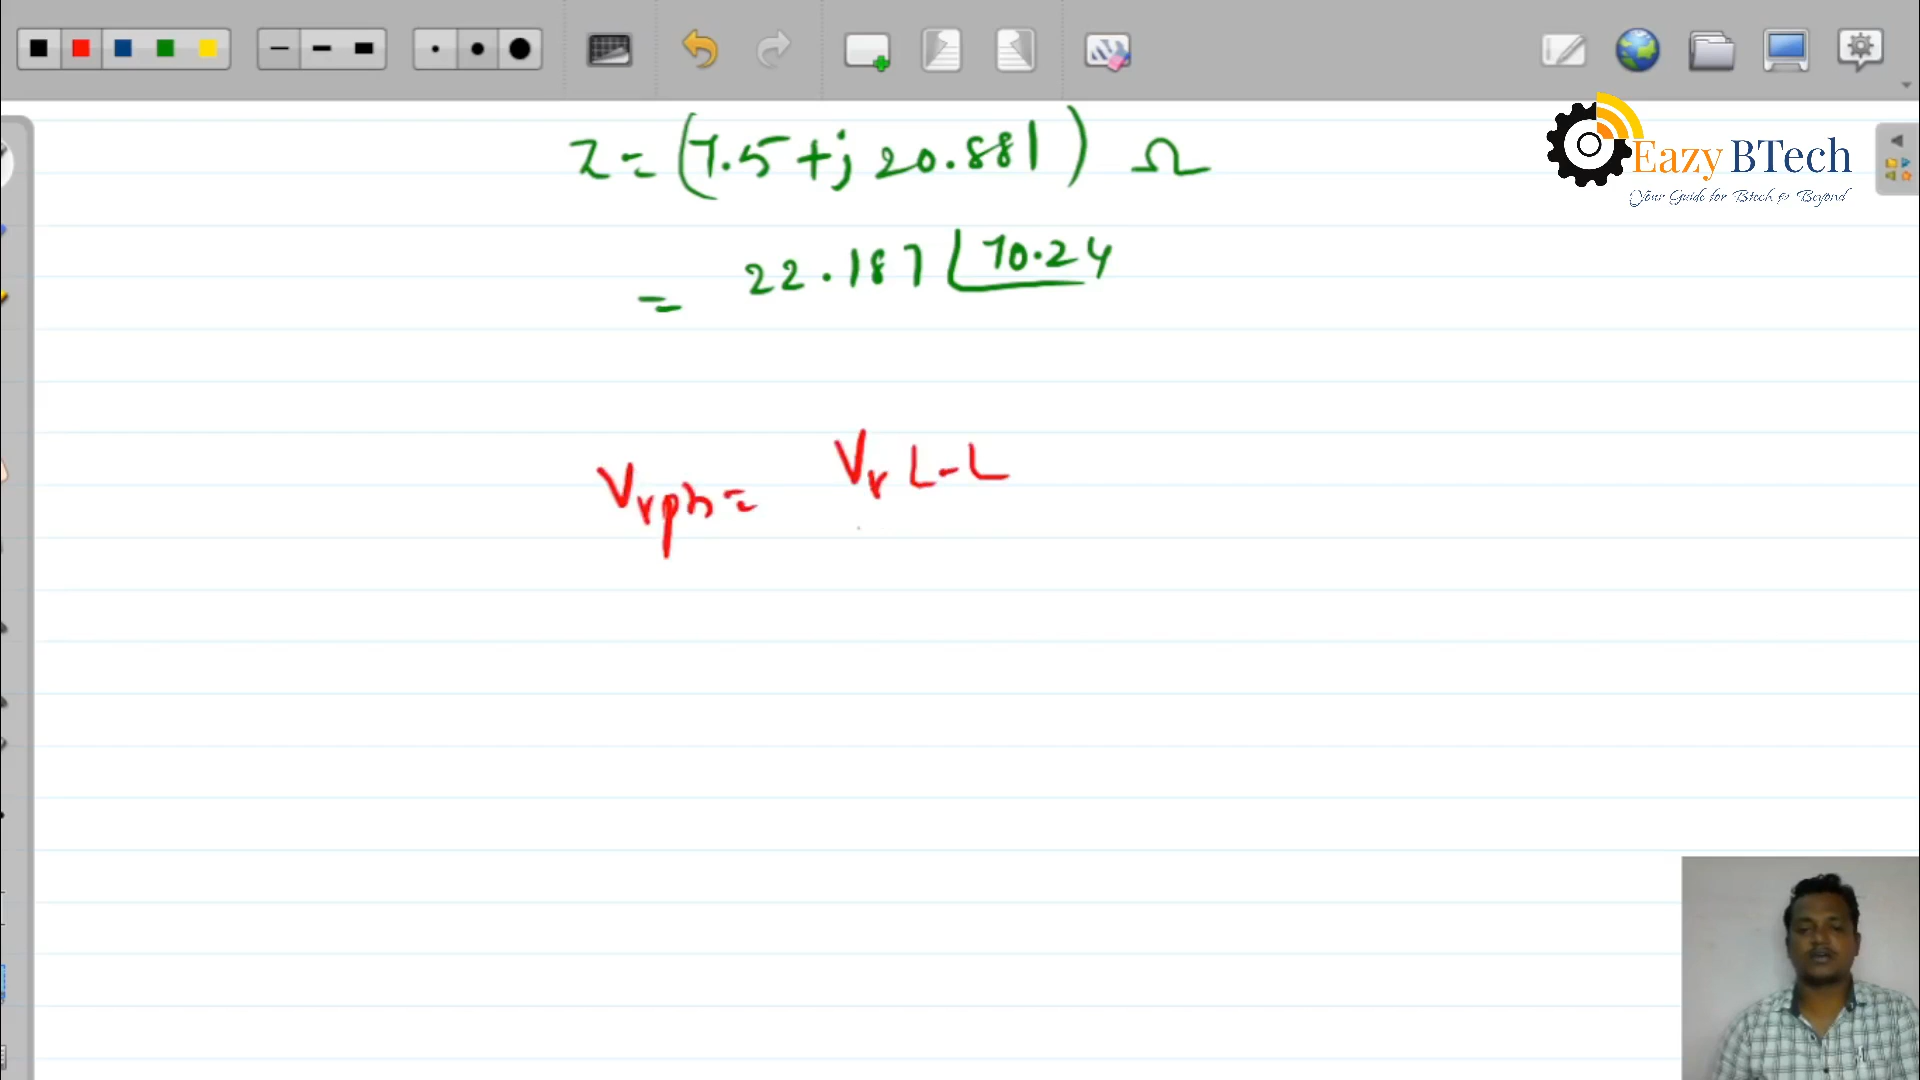 Eazy BTech
Your Guide for Btech & Beyond
Z = (7.5 + j 20.881) Ω
= 22.187 ∠70.24
Vrph = Vr L-L